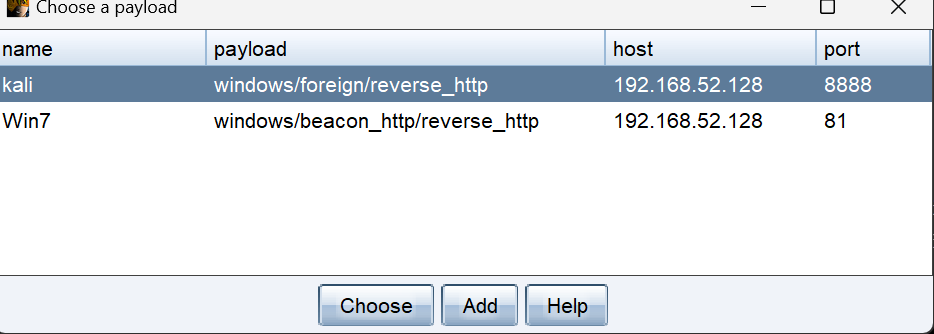 Choose a payload
name payload host port
kali windows/foreign/reverse_http 192.168.52.128 8888
Win7 windows/beacon_http/reverse_http 192.168.52.128 81
Choose Add Help